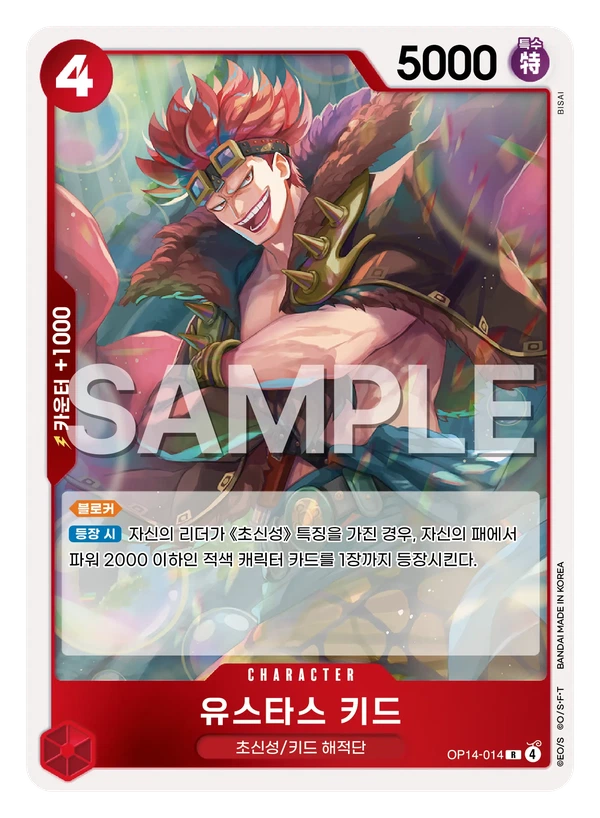 4
5000
특수
特
BISAI
카운터 +1000
SAMPLE
블로커
등장 시 자신의 리더가 《초신성》 특징을 가진 경우, 자신의 패에서
파워 2000 이하인 적색 캐릭터 카드를 1장까지 등장시킨다.
CHARACTER
유스타스 키드
초신성/키드 해적단
OP14-014 R 4
©EO/S ©O/S·F·T BANDAI MADE IN KOREA